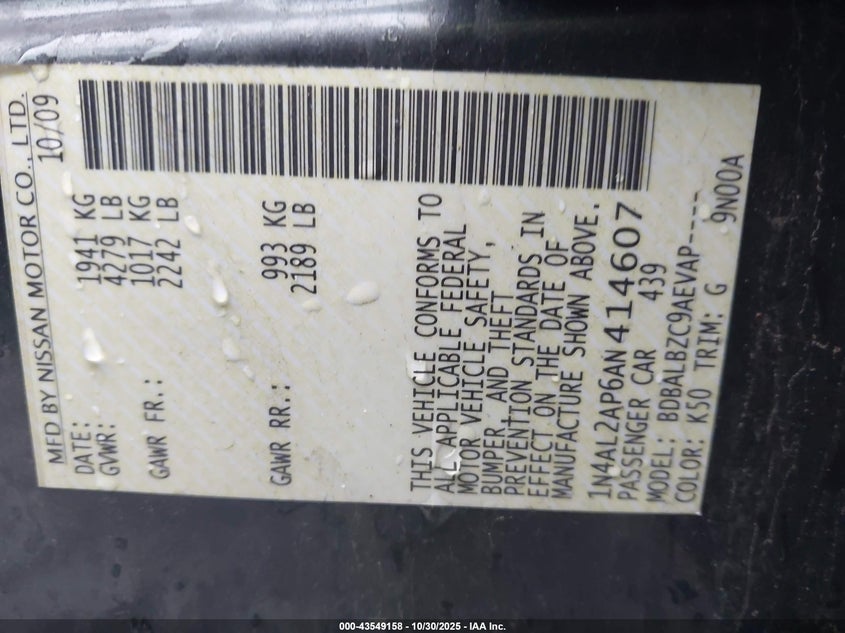 MFD BY NISSAN MOTOR CO., LTD.
DATE: 10/09
GVWR: 1941 KG
4279 LB
GAWR FR.: 1017 KG
2242 LB
GAWR RR.: 993 KG
2189 LB
THIS VEHICLE CONFORMS TO
ALL APPLICABLE FEDERAL
MOTOR VEHICLE SAFETY,
BUMPER, AND THEFT
PREVENTION STANDARDS IN
EFFECT ON THE DATE OF
MANUFACTURE SHOWN ABOVE.
1N4AL2AP6AN414607
PASSENGER CAR 439
MODEL: BDBALBZC9AEVAP-----
COLOR: K50 TRIM: G 9N00A
000-43549158 - 10/30/2025 - IAA Inc.